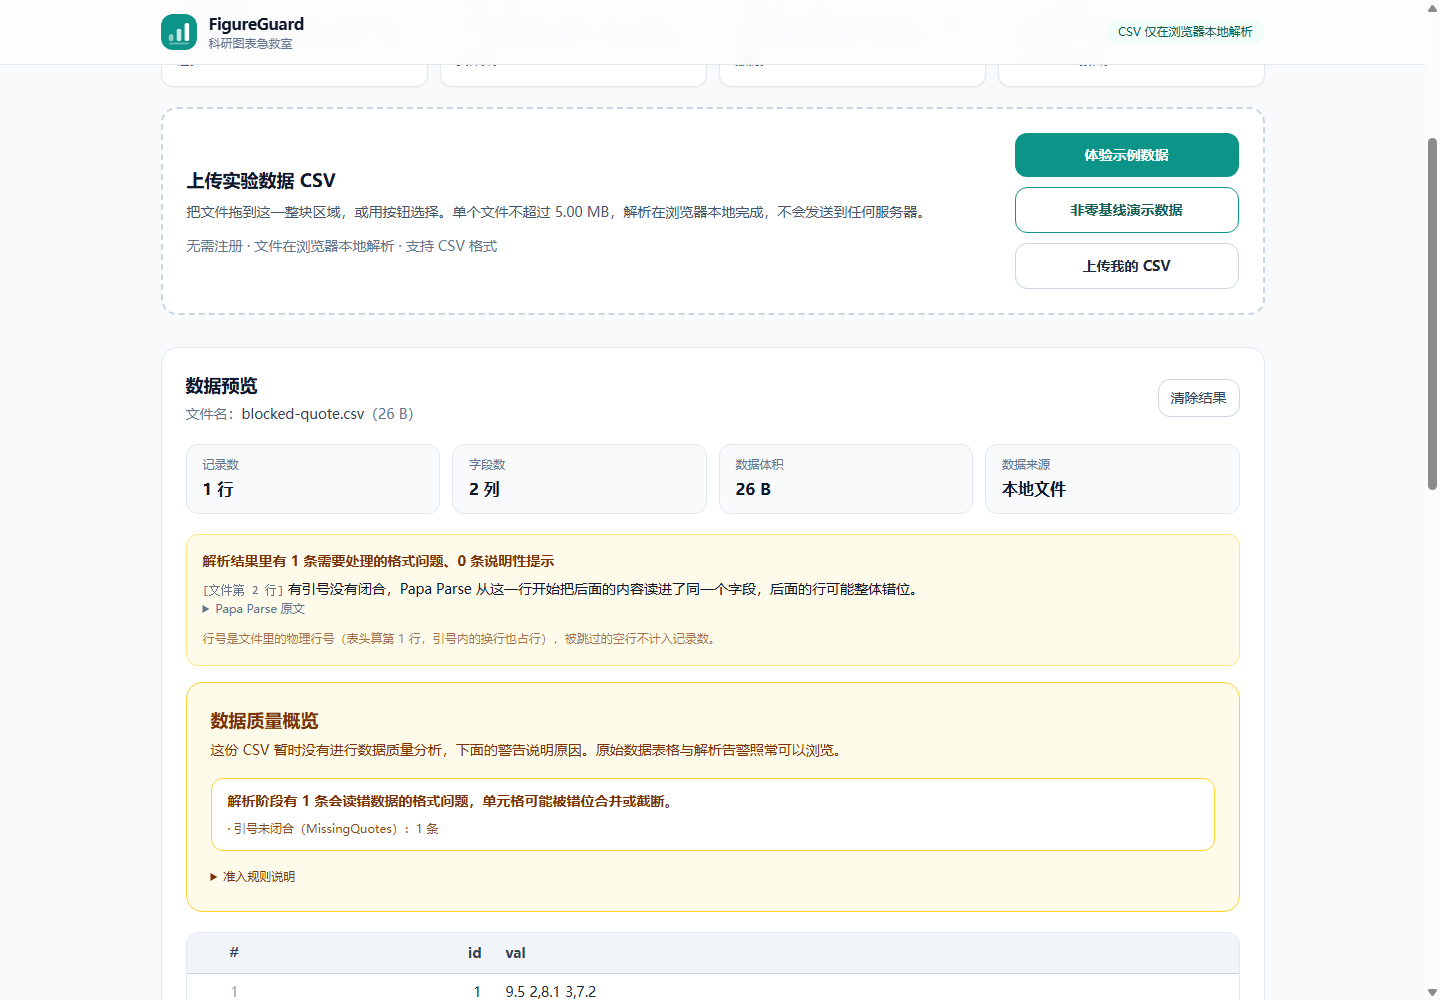 FigureGuard
科研图表急救室
CSV 仅在浏览器本地解析
上传实验数据 CSV
把文件拖到这一整块区域，或用按钮选择。单个文件不超过 5.00 MB，解析在浏览器本地完成，不会发送到任何服务器。
无需注册 · 文件在浏览器本地解析 · 支持 CSV 格式
体验示例数据
非零基线演示数据
上传我的 CSV
数据预览
文件名：blocked-quote.csv（26 B）
清除结果
记录数
1 行
字段数
2 列
数据体积
26 B
数据来源
本地文件
解析结果里有 1 条需要处理的格式问题、0 条说明性提示
[文件第 2 行] 有引号没有闭合，Papa Parse 从这一行开始把后面的内容读进了同一个字段，后面的行可能整体错位。
▶ Papa Parse 原文
行号是文件里的物理行号（表头算第 1 行，引号内的换行也占行），被跳过的空行不计入记录数。
数据质量概览
这份 CSV 暂时没有进行数据质量分析，下面的警告说明原因。原始数据表格与解析告警照常可以浏览。
解析阶段有 1 条会读错数据的格式问题，单元格可能被错位合并或截断。
· 引号未闭合（MissingQuotes）：1 条
▶ 准入规则说明
# id val
1 1 9.5 2,8.1 3,7.2